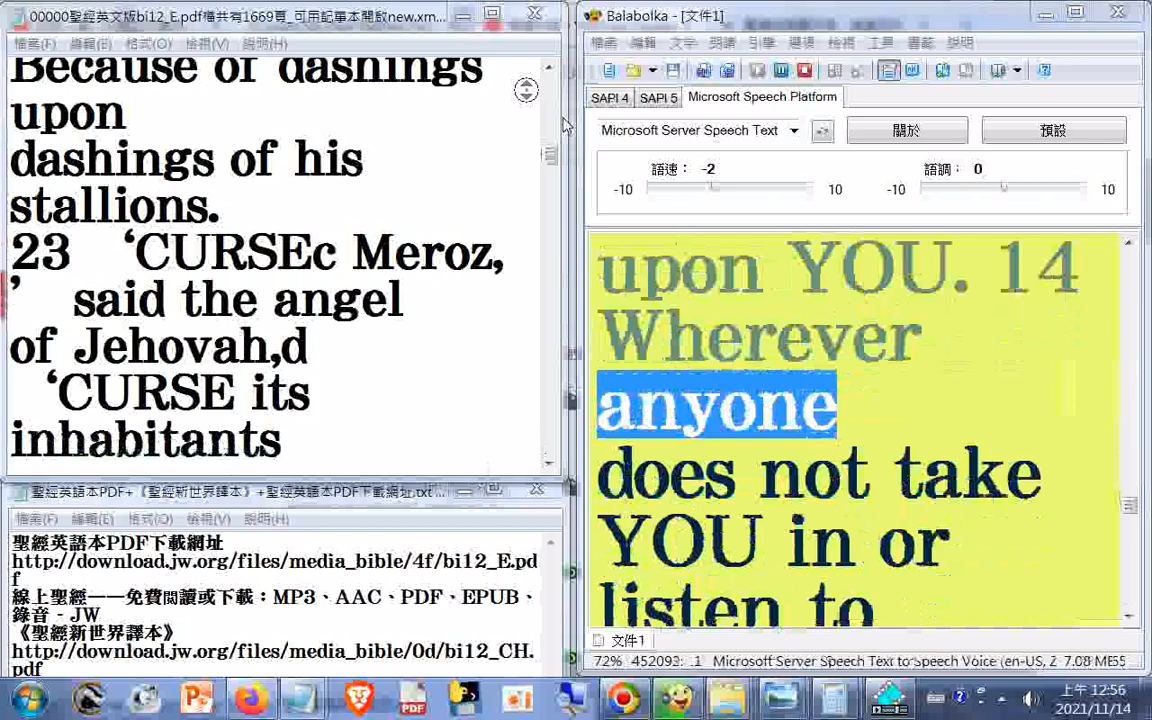 00000聖經英文版bi12_E.pdf檔共有1669頁_可用記事本開啟new.xm...
檔案(F) 編輯(E) 格式(O) 檢視(V) 說明(H)
Because of dashings
upon
dashings of his
stallions.
23 ‘CURSEc Meroz,
’ said the angel
of Jehovah,d
‘CURSE its
inhabitants
聖經英語本PDF+《聖經新世界譯本》+聖經英語本PDF下載網址.txt ...
檔案(F) 編輯(E) 格式(O) 檢視(V) 說明(H)
聖經英語本PDF下載網址
http://download.jw.org/files/media_bible/4f/bi12_E.pd
f
線上聖經——免費閱讀或下載：MP3、AAC、PDF、EPUB、
錄音 - JW
《聖經新世界譯本》
http://download.jw.org/files/media_bible/0d/bi12_CH.
pdf
Balabolka - [文件1]
檔案 編輯 文字 朗讀 引擎 選項 檢視 工具 書籤 說明
SAPI 4 SAPI 5 Microsoft Speech Platform
Microsoft Server Speech Text 關於 預設
語速： -2 語調： 0
-10 10 -10 10
upon YOU. 14
Wherever
anyone
does not take
YOU in or
listen to
文件1
72% 452093: .1 Microsoft Server Speech Text to Speech Voice (en-US, Z 7.08 ME55
上午 12:56
2021/11/14